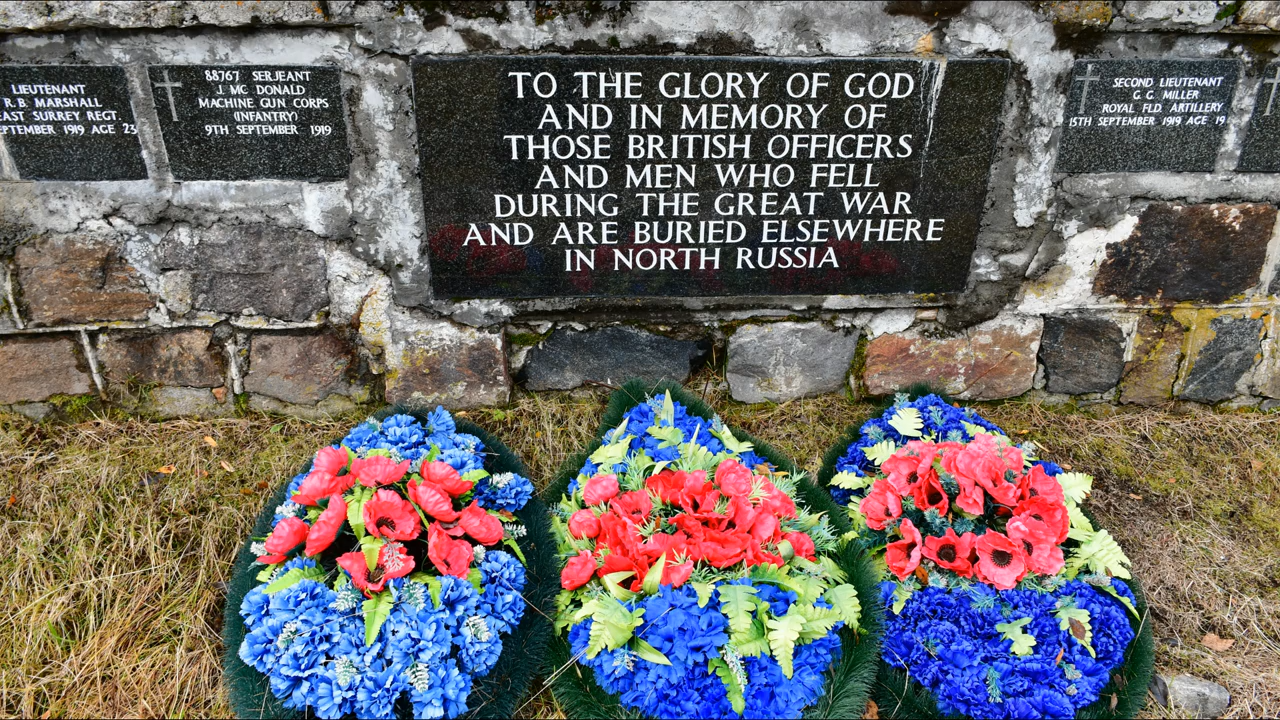 LIEUTENANT
R.B. MARSHALL
EAST SURREY REGT.
SEPTEMBER 1919 AGE 23
88767 SERJEANT
J. MC DONALD
MACHINE GUN CORPS
(INFANTRY)
9TH SEPTEMBER 1919
TO THE GLORY OF GOD
AND IN MEMORY OF
THOSE BRITISH OFFICERS
AND MEN WHO FELL
DURING THE GREAT WAR
AND ARE BURIED ELSEWHERE
IN NORTH RUSSIA
SECOND LIEUTENANT
G. G. MILLER
ROYAL FLD. ARTILLERY
15TH SEPTEMBER 1919 AGE 19